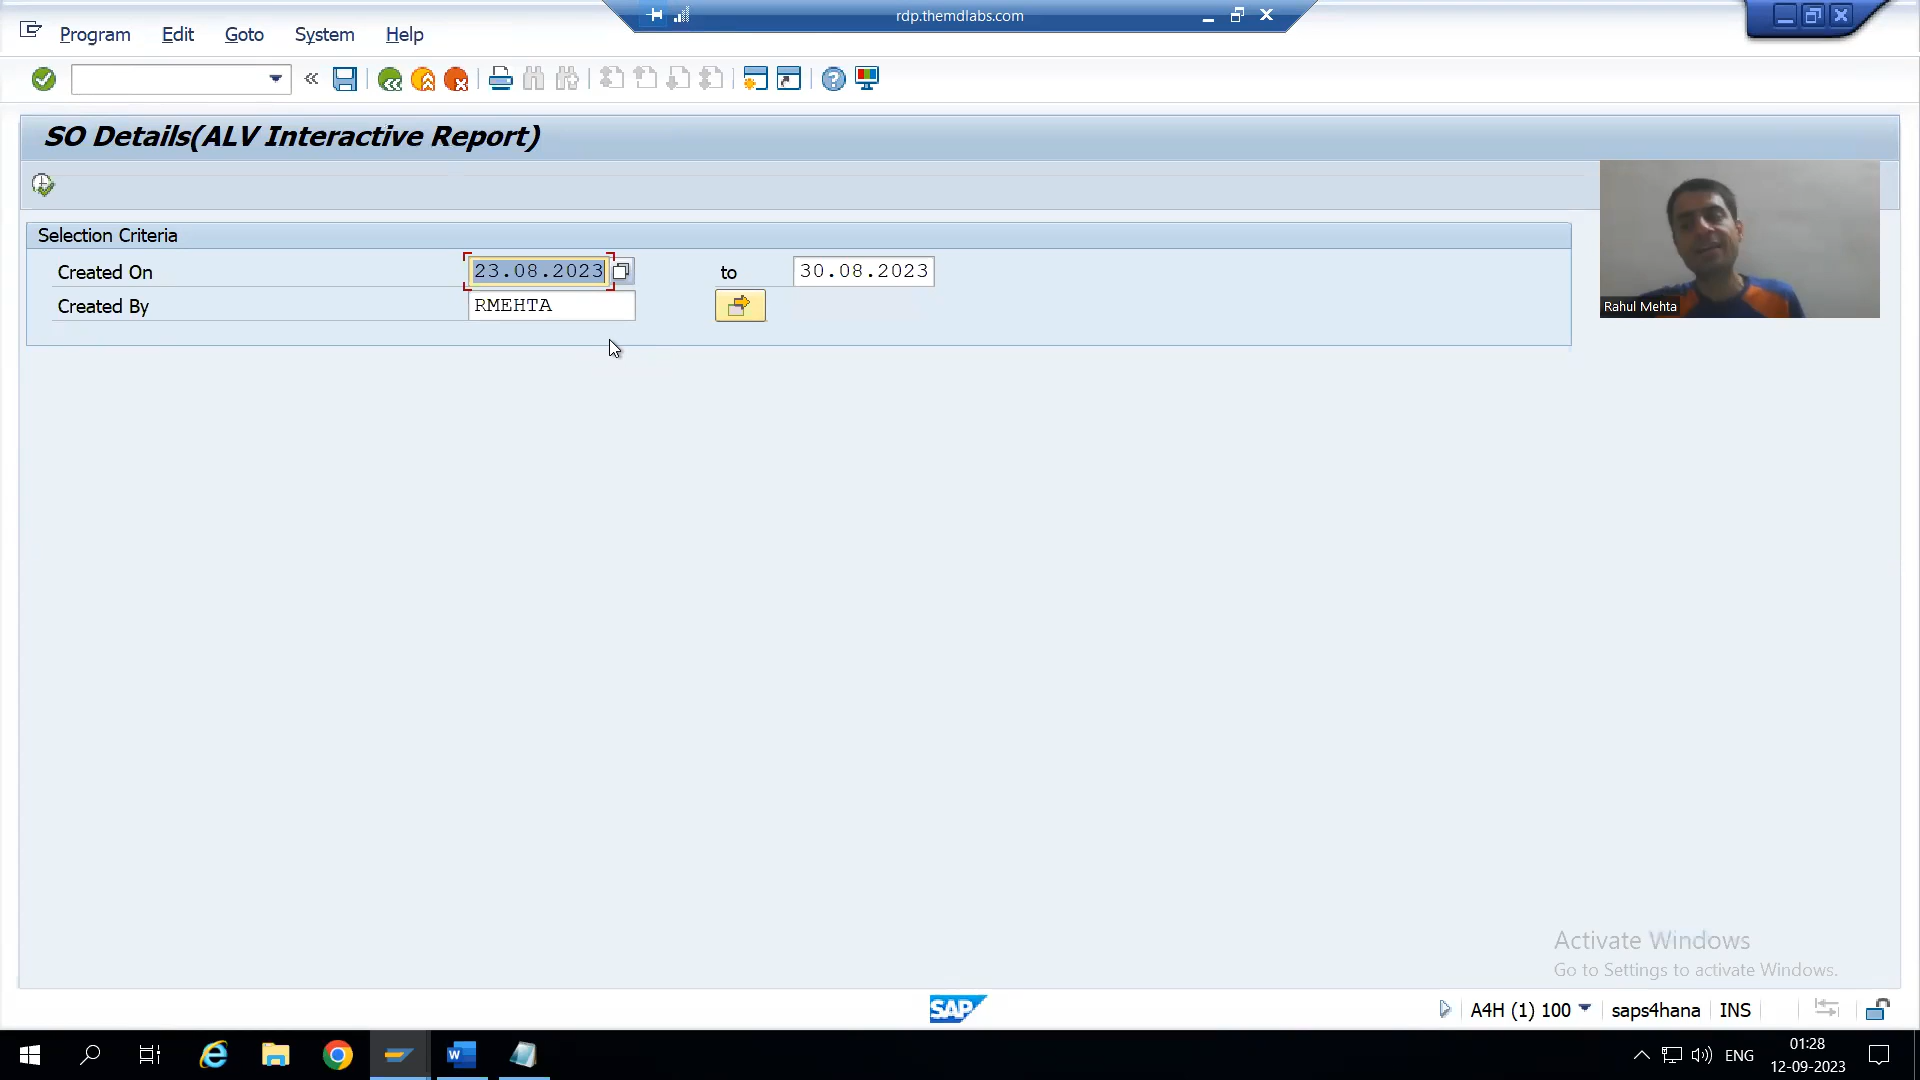 rdp.themdlabs.com
Program Edit Goto System Help
SO Details(ALV Interactive Report)
Selection Criteria
Created On 23.08.2023 to 30.08.2023
Created By RMEHTA
Rahul Mehta
Activate Windows
Go to Settings to activate Windows.
SAP
A4H (1) 100 saps4hana INS
ENG
01:28
12-09-2023